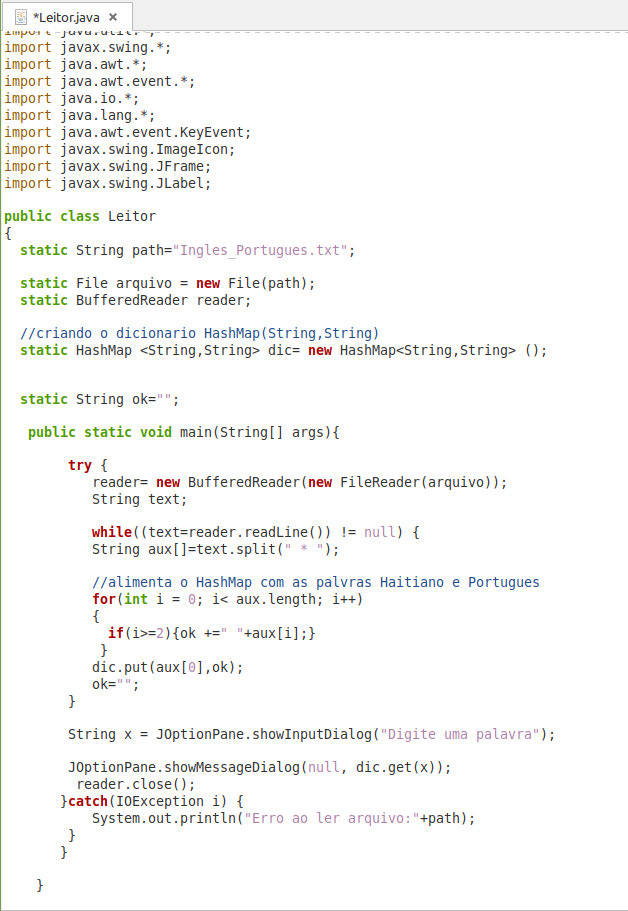 *Leitor.java ×
import java.util.*;
import javax.swing.*;
import java.awt.*;
import java.awt.event.*;
import java.io.*;
import java.lang.*;
import java.awt.event.KeyEvent;
import javax.swing.ImageIcon;
import javax.swing.JFrame;
import javax.swing.JLabel;

public class Leitor
{
  static String path="Ingles_Portugues.txt";

  static File arquivo = new File(path);
  static BufferedReader reader;

  //criando o dicionario HashMap(String,String)
  static HashMap <String,String> dic= new HashMap<String,String> ();


  static String ok="";

   public static void main(String[] args){

        try {
           reader= new BufferedReader(new FileReader(arquivo));
           String text;

           while((text=reader.readLine()) != null) {
           String aux[]=text.split(" * ");

           //alimenta o HashMap com as palvras Haitiano e Portugues
           for(int i = 0; i< aux.length; i++)
           {
             if(i>=2){ok +=" "+aux[i];}
            }
           dic.put(aux[0],ok);
           ok="";
        }

        String x = JOptionPane.showInputDialog("Digite uma palavra");

        JOptionPane.showMessageDialog(null, dic.get(x));
         reader.close();
       }catch(IOException i) {
           System.out.println("Erro ao ler arquivo:"+path);
        }
       }

    }